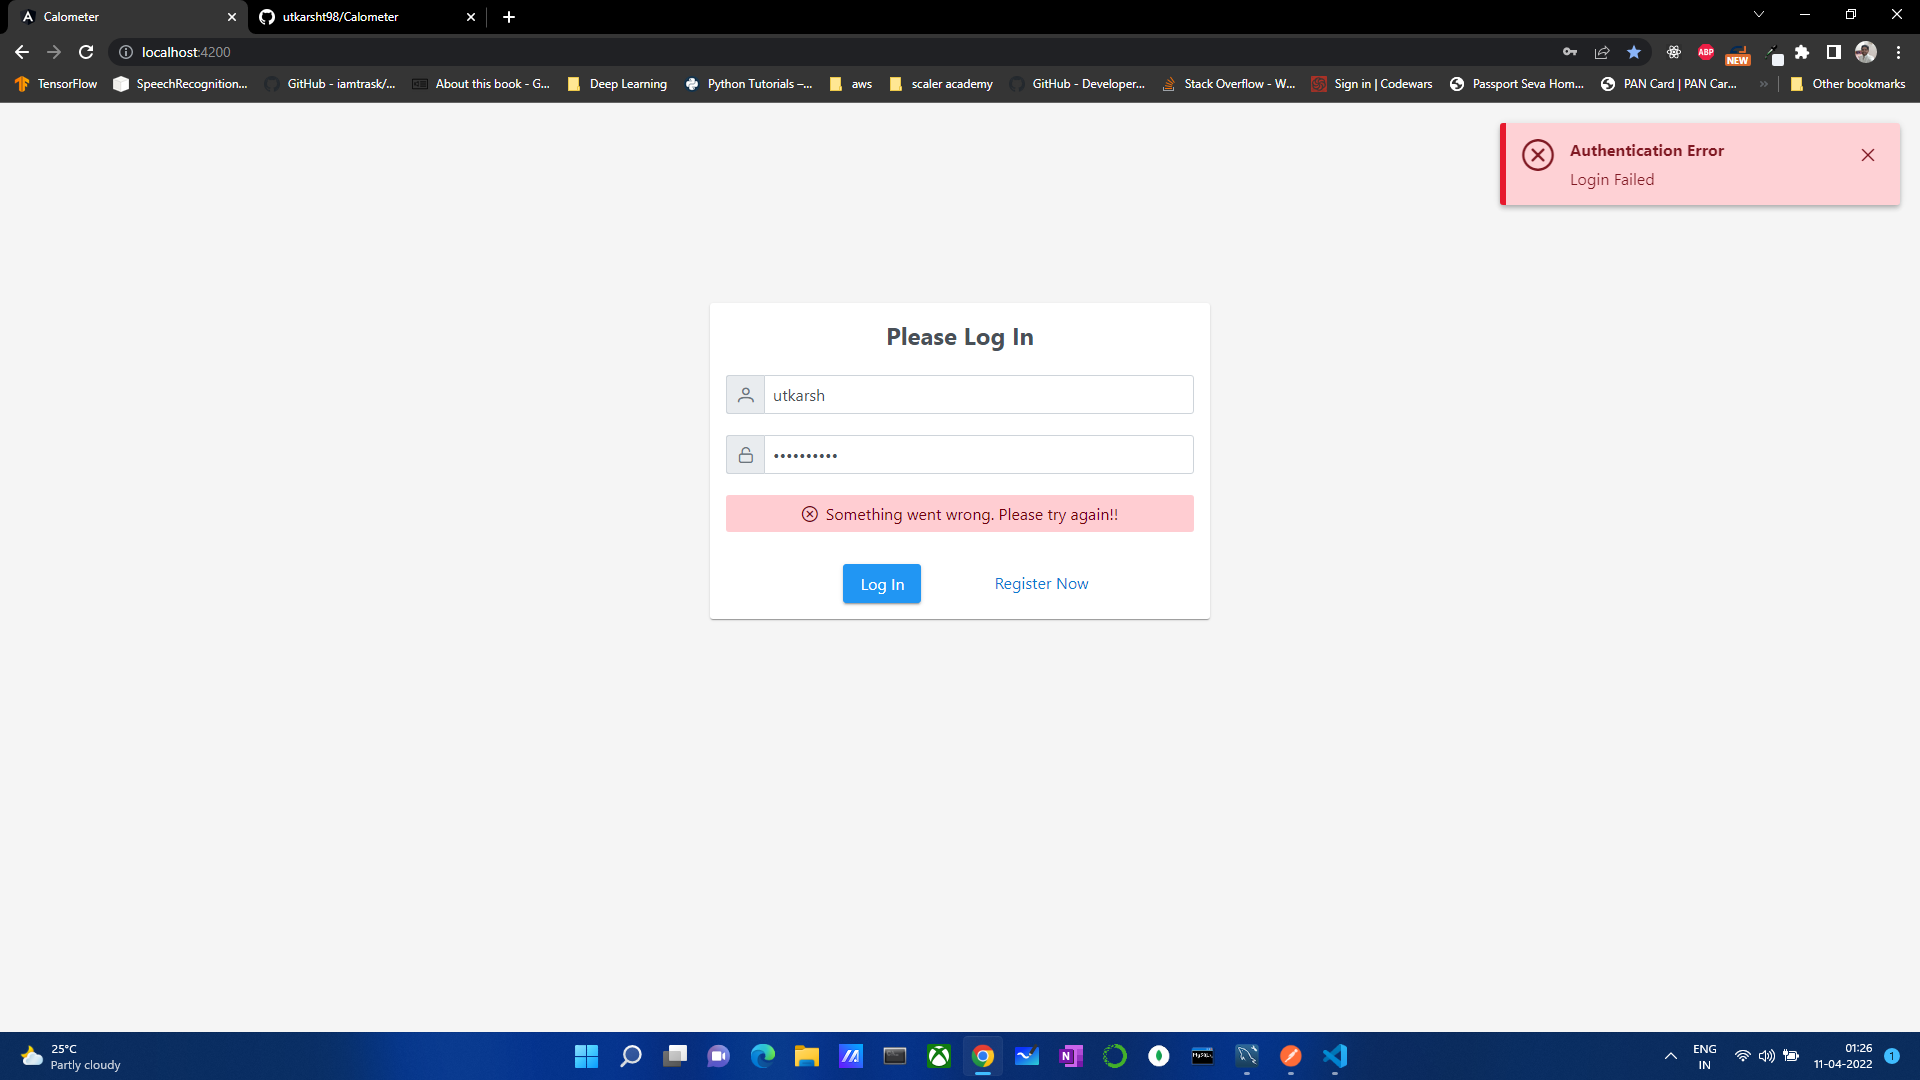 Calometer
utkarsht98/Calometer
localhost:4200
NEW
ABP
TensorFlow
SpeechRecognition...
GitHub - iamtrask/...
About this book - G...
Deep Learning
Python Tutorials –...
aws
scaler academy
GitHub - Developer...
Stack Overflow - W...
Sign in | Codewars
Passport Seva Hom...
PAN Card | PAN Car...
Other bookmarks
Authentication Error
Login Failed
Please Log In
utkarsh
••••••••••
Something went wrong. Please try again!!
Log In
Register Now
25°C
Partly cloudy
N
MySQL
ENG
IN
01:26
11-04-2022
1